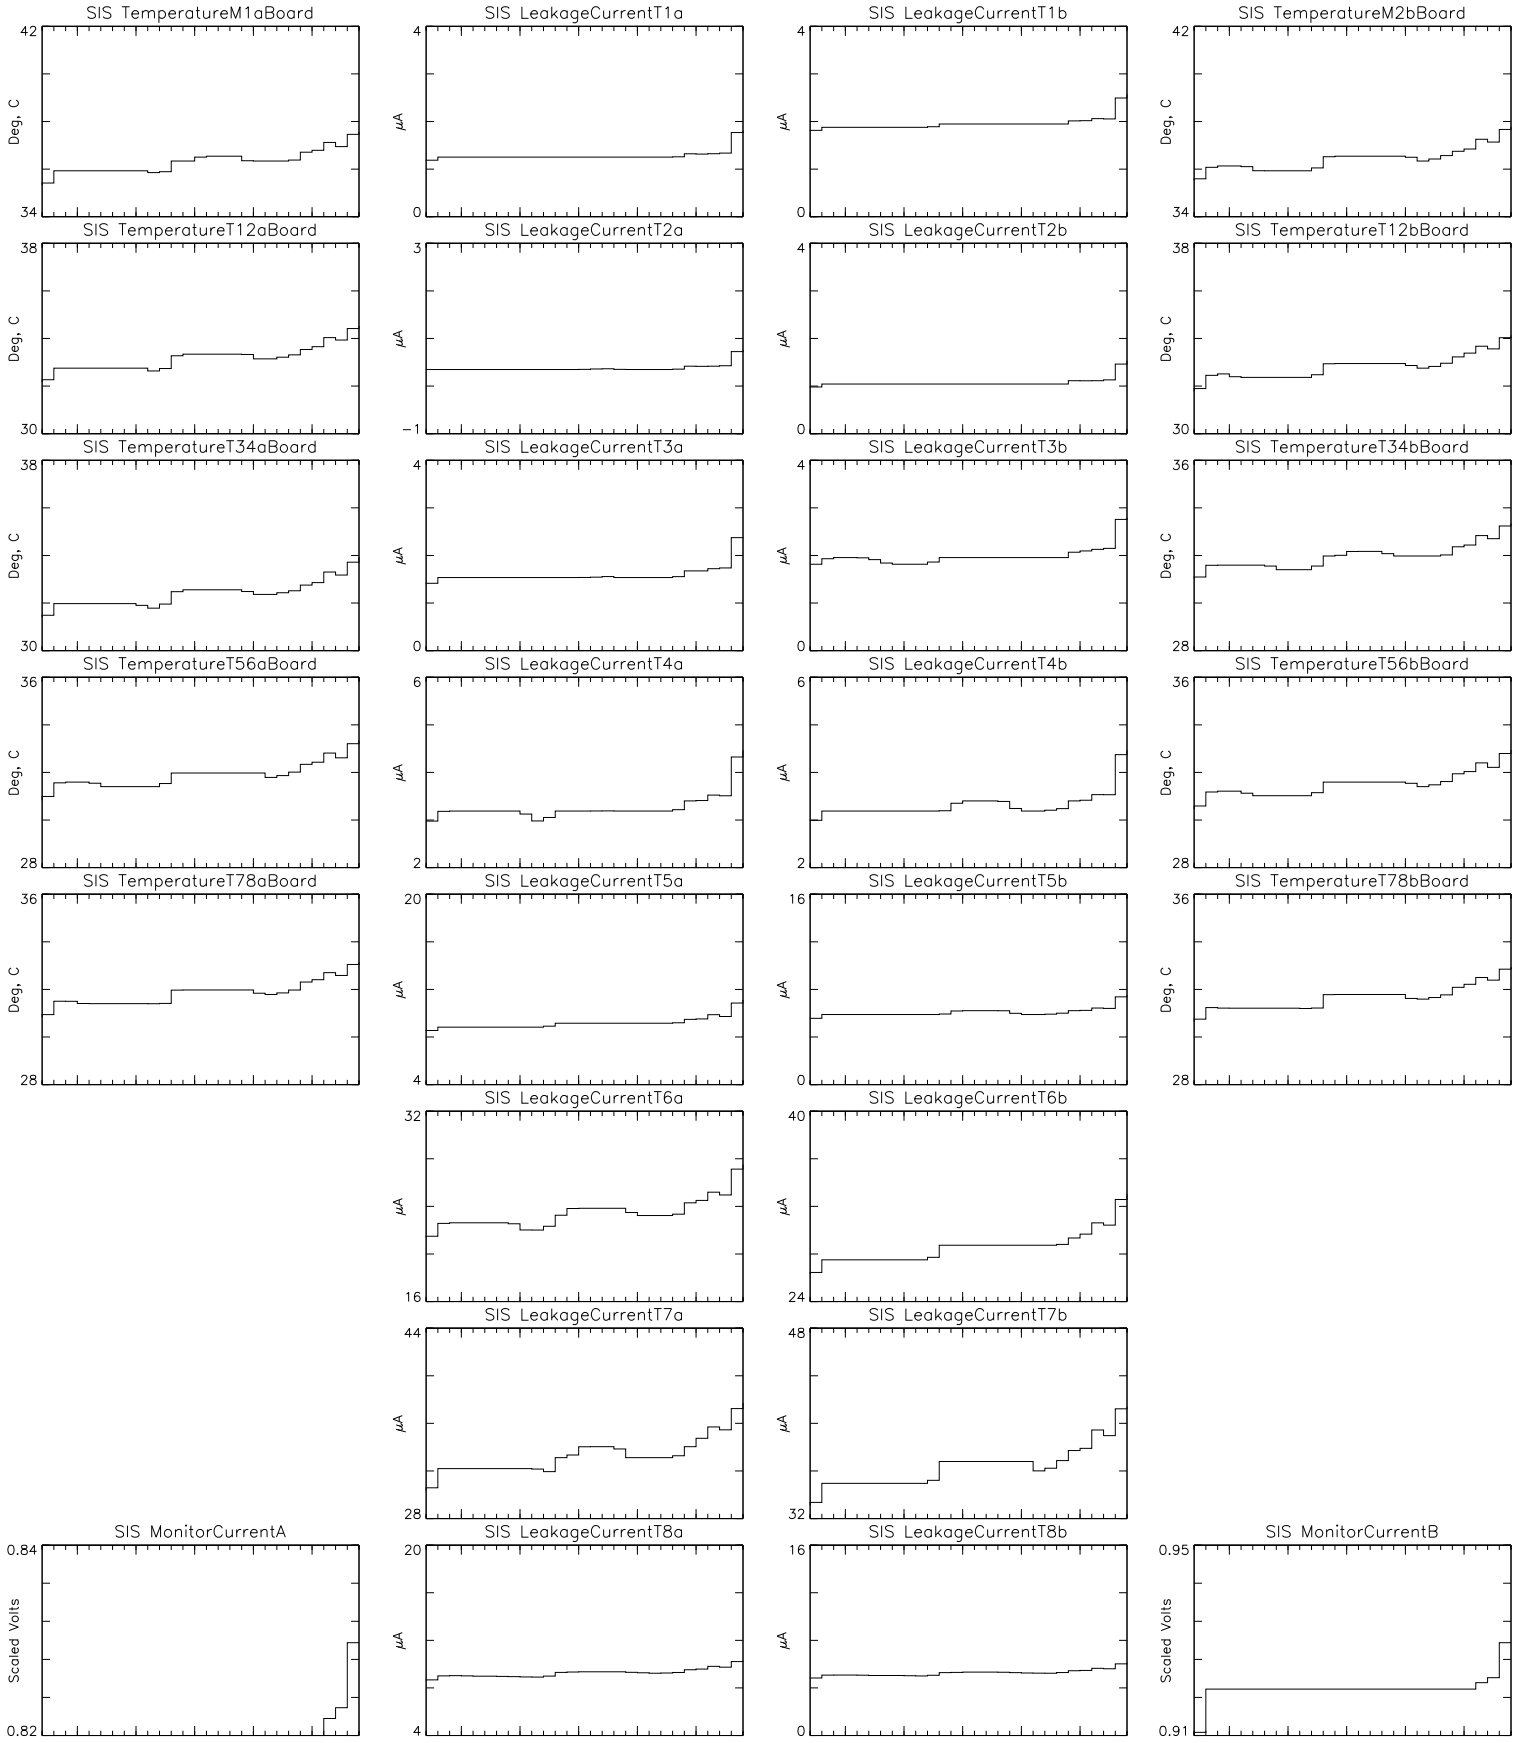 SIS TemperatureM1aBoard SIS LeakageCurrentT1a SIS LeakageCurrentT1b SIS TemperatureM2bBoard
42 4 4 42
Deg, C μA μA Deg, C
34 0 0 34
SIS TemperatureT12aBoard SIS LeakageCurrentT2a SIS LeakageCurrentT2b SIS TemperatureT12bBoard
38 3 4 38
Deg, C μA μA Deg, C
30 -1 0 30
SIS TemperatureT34aBoard SIS LeakageCurrentT3a SIS LeakageCurrentT3b SIS TemperatureT34bBoard
38 4 4 36
Deg, C μA μA Deg, C
30 0 0 28
SIS TemperatureT56aBoard SIS LeakageCurrentT4a SIS LeakageCurrentT4b SIS TemperatureT56bBoard
36 6 6 36
Deg, C μA μA Deg, C
28 2 2 28
SIS TemperatureT78aBoard SIS LeakageCurrentT5a SIS LeakageCurrentT5b SIS TemperatureT78bBoard
36 20 16 36
Deg, C μA μA Deg, C
28 4 0 28
SIS LeakageCurrentT6a SIS LeakageCurrentT6b
32 40
μA μA
16 24
SIS LeakageCurrentT7a SIS LeakageCurrentT7b
44 48
μA μA
28 32
SIS MonitorCurrentA SIS LeakageCurrentT8a SIS LeakageCurrentT8b SIS MonitorCurrentB
0.84 20 16 0.95
Scaled Volts μA μA Scaled Volts
0.82 4 0 0.91